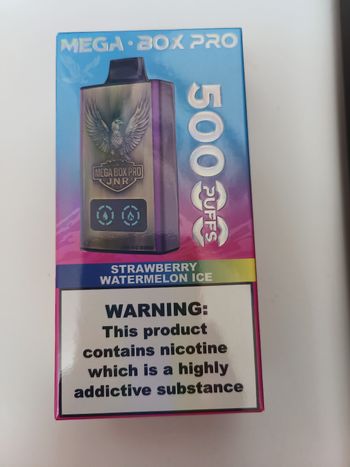 MEGA · BOX PRO
MEGA BOX PRO
JNR
5000
PUFFS
STRAWBERRY
WATERMELON ICE
WARNING:
This product
contains nicotine
which is a highly
addictive substance